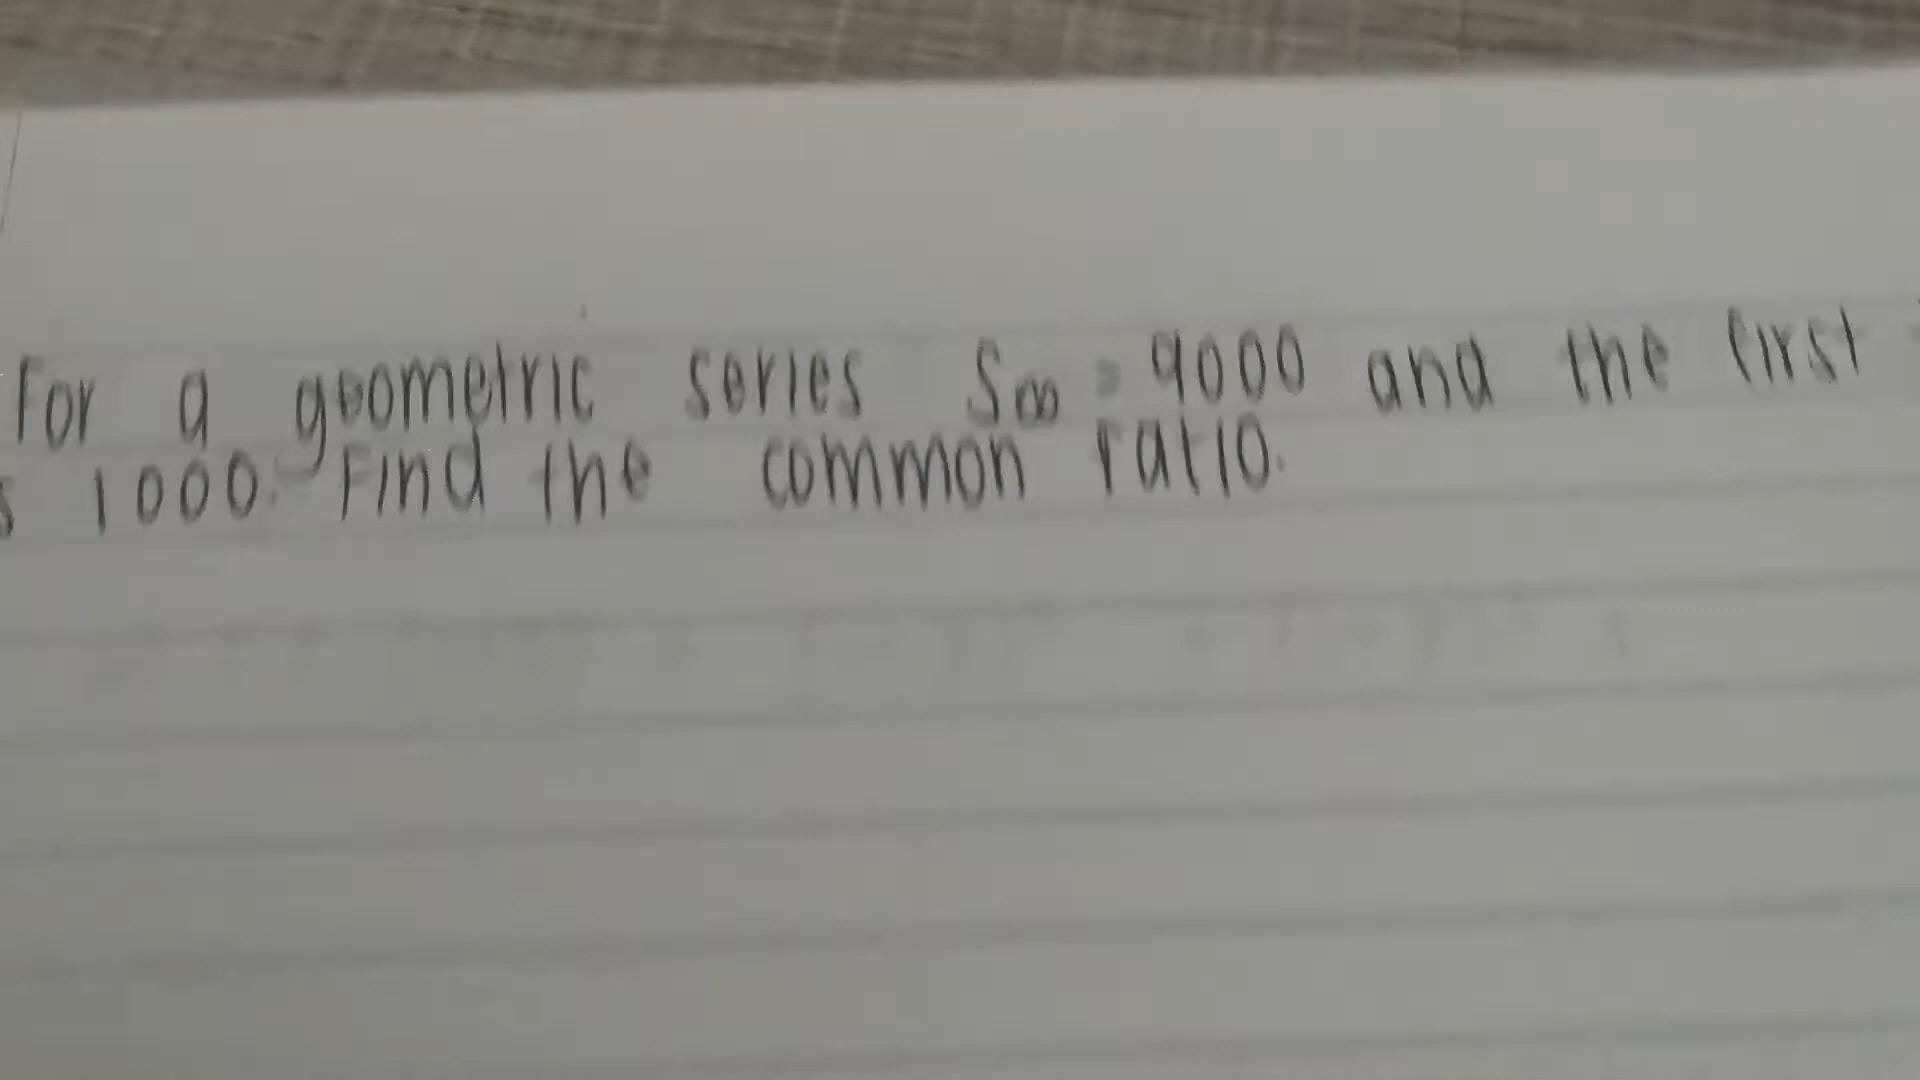 For a geometric series S∞ = 9000 and the first
s 1000. Find the common ratio.